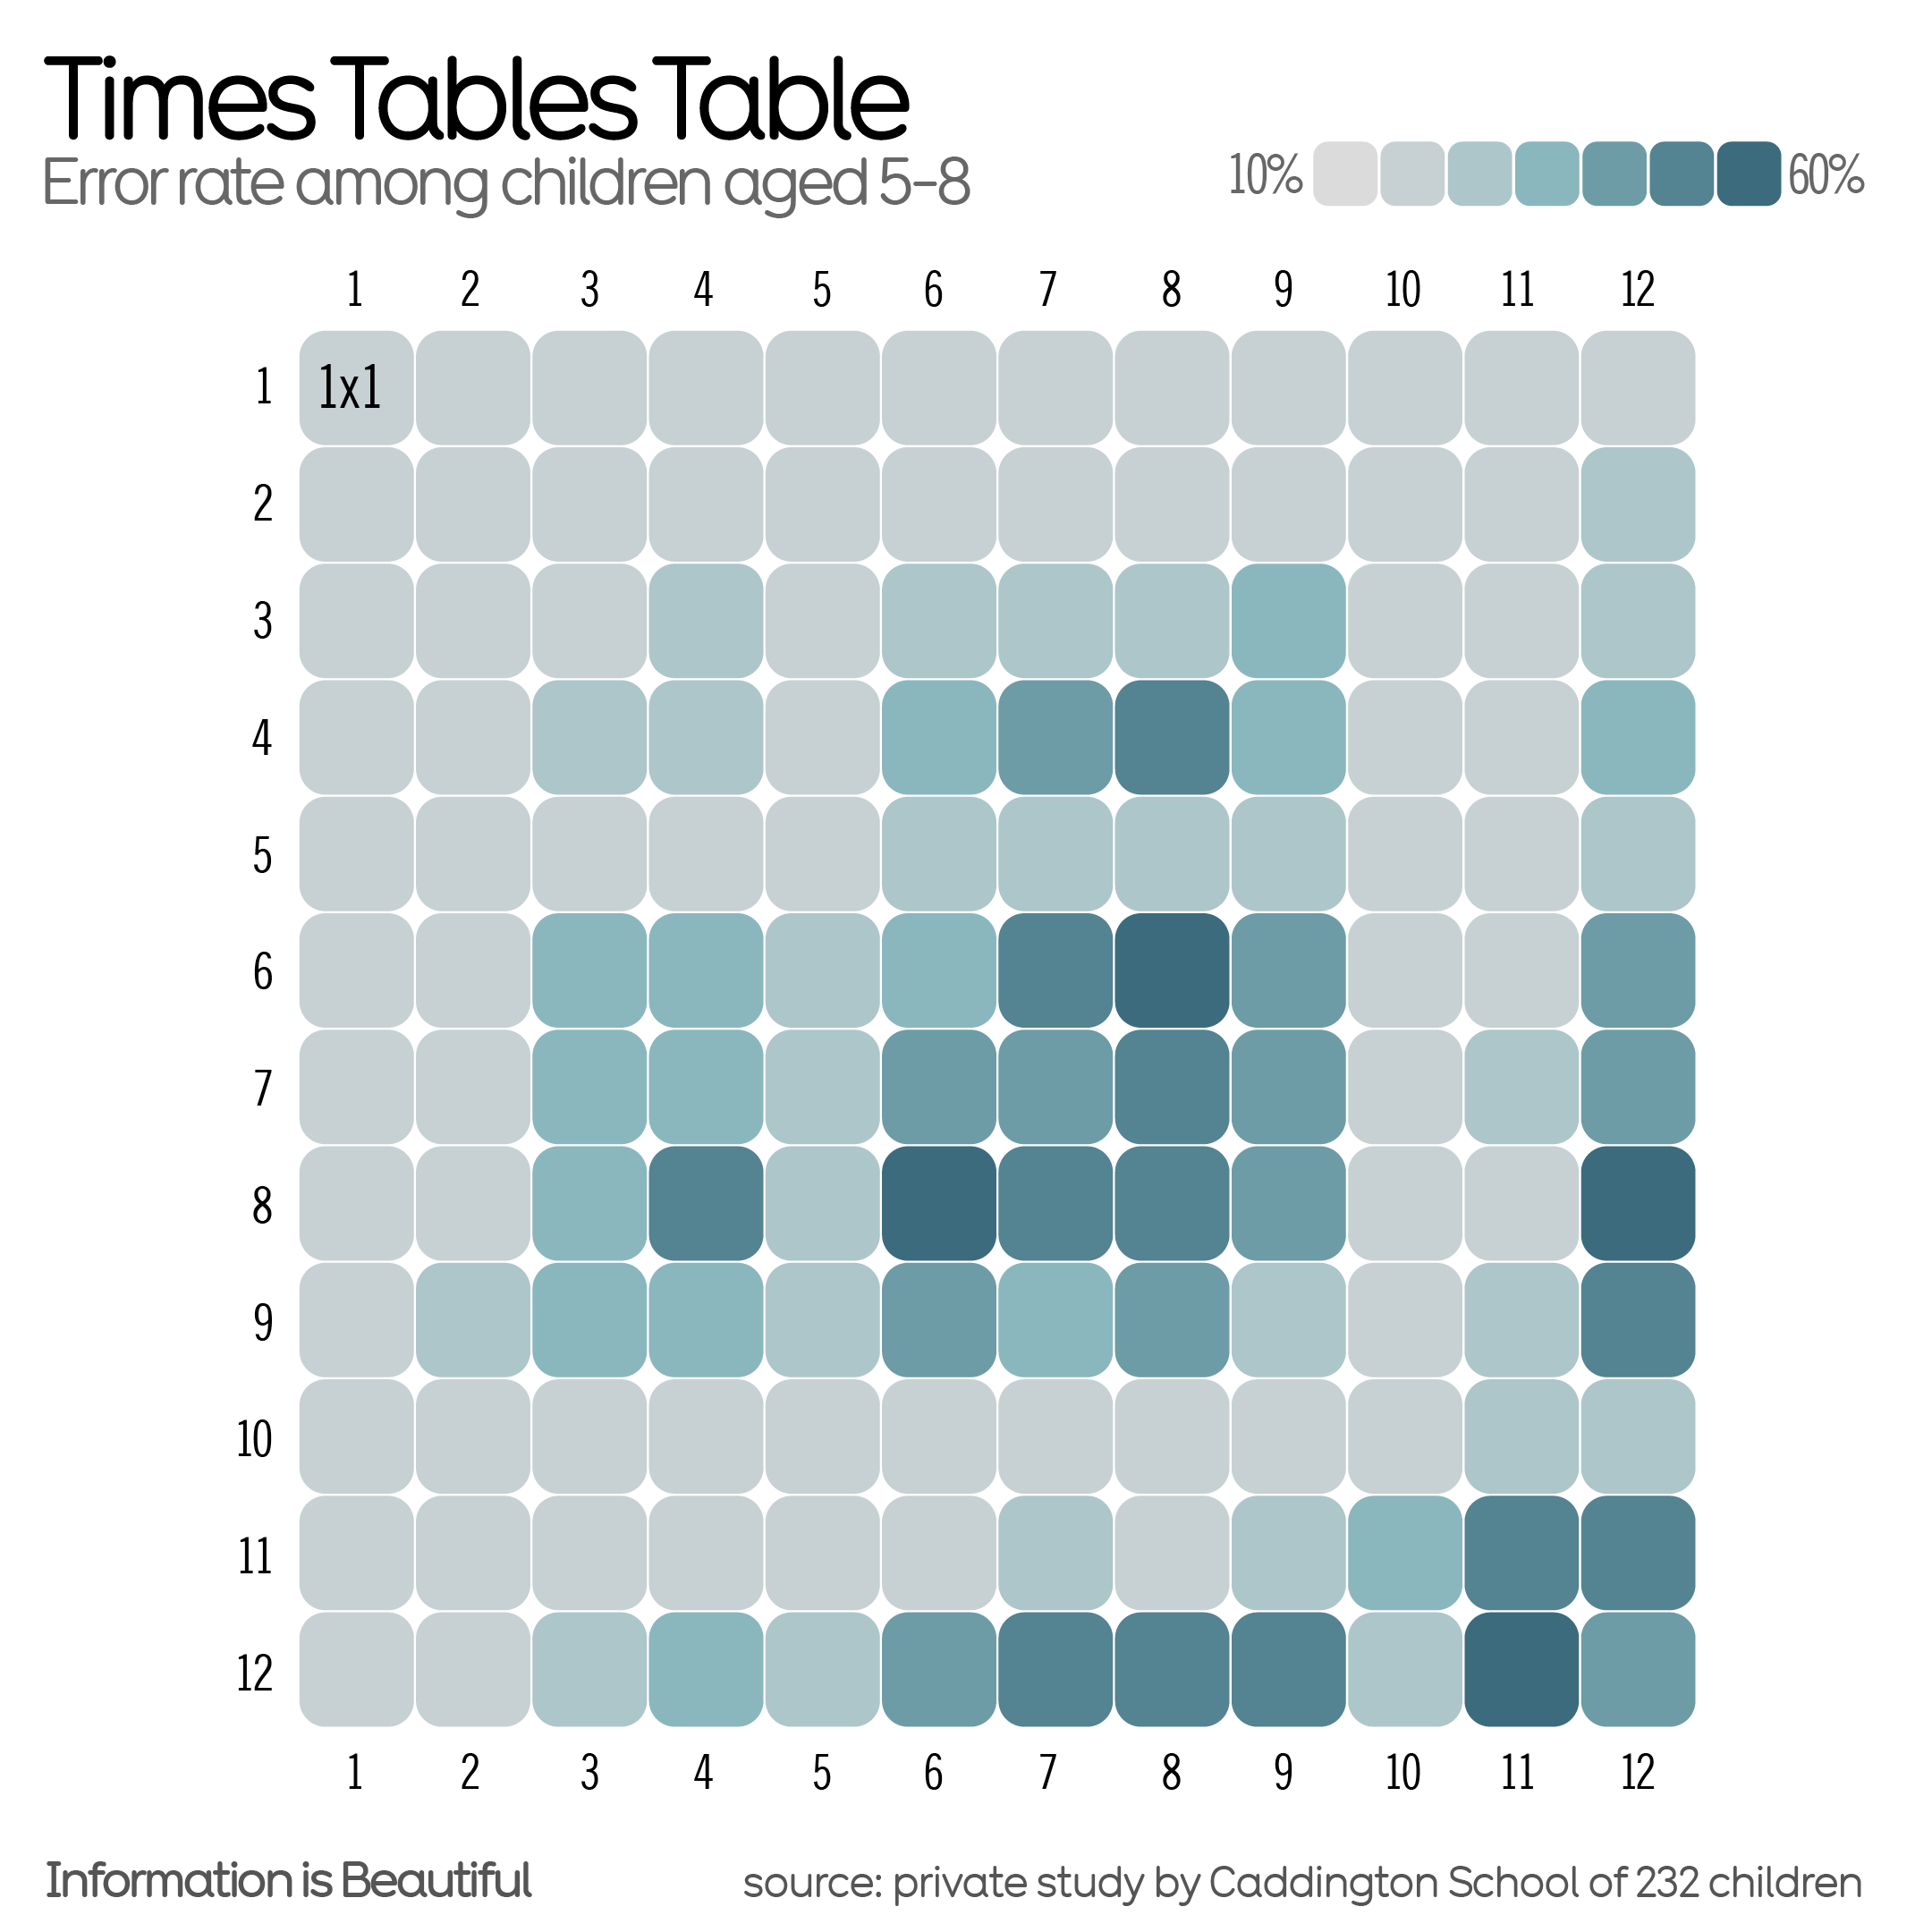 Times Tables Table
Error rate among children aged 5-8
10% 60%
1 2 3 4 5 6 7 8 9 10 11 12
1 1x1
2
3
4
5
6
7
8
9
10
11
12
1 2 3 4 5 6 7 8 9 10 11 12
Information is Beautiful
source: private study by Caddington School of 232 children